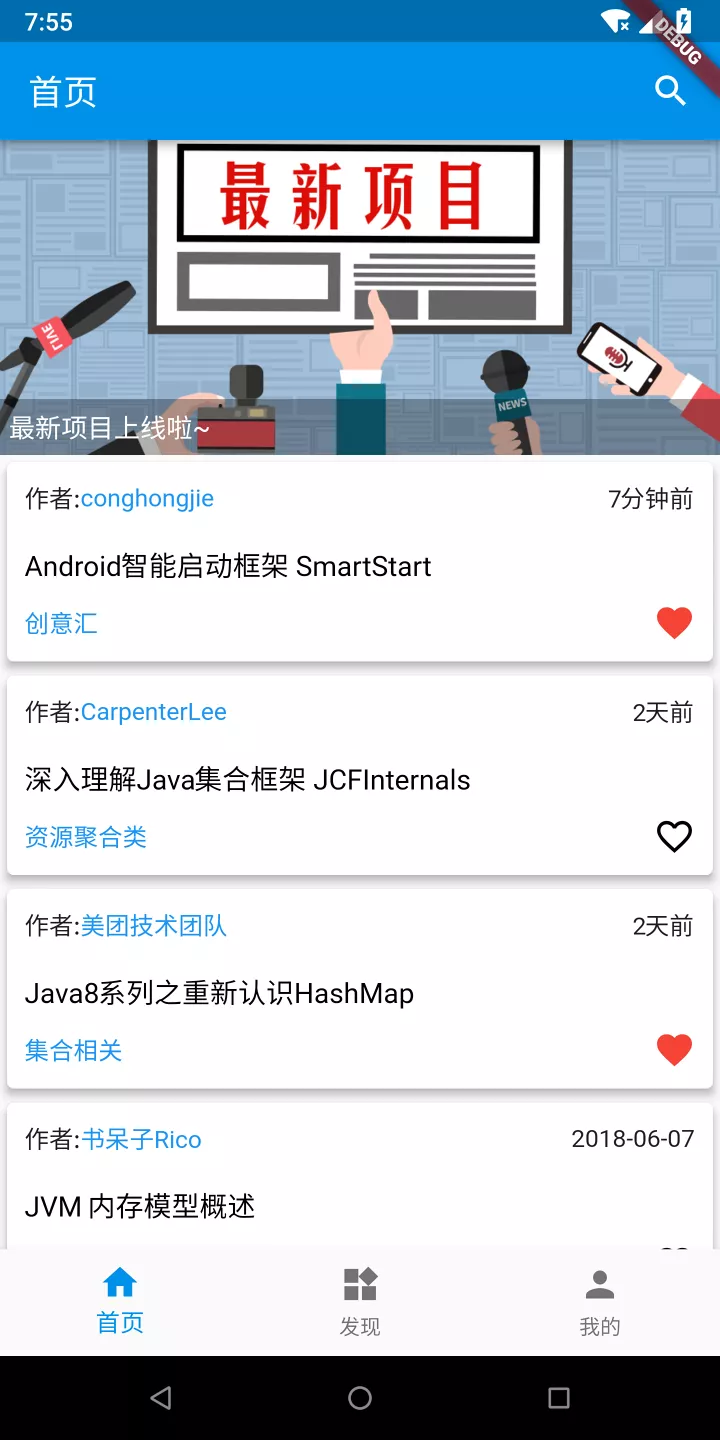 7:55
DEBUG
首页
最新项目
LIVE
NEWS
最新项目上线啦~
作者:conghongjie
7分钟前
Android智能启动框架 SmartStart
创意汇
作者:CarpenterLee
2天前
深入理解Java集合框架 JCFInternals
资源聚合类
作者:美团技术团队
2天前
Java8系列之重新认识HashMap
集合相关
作者:书呆子Rico
2018-06-07
JVM 内存模型概述
首页
发现
我的